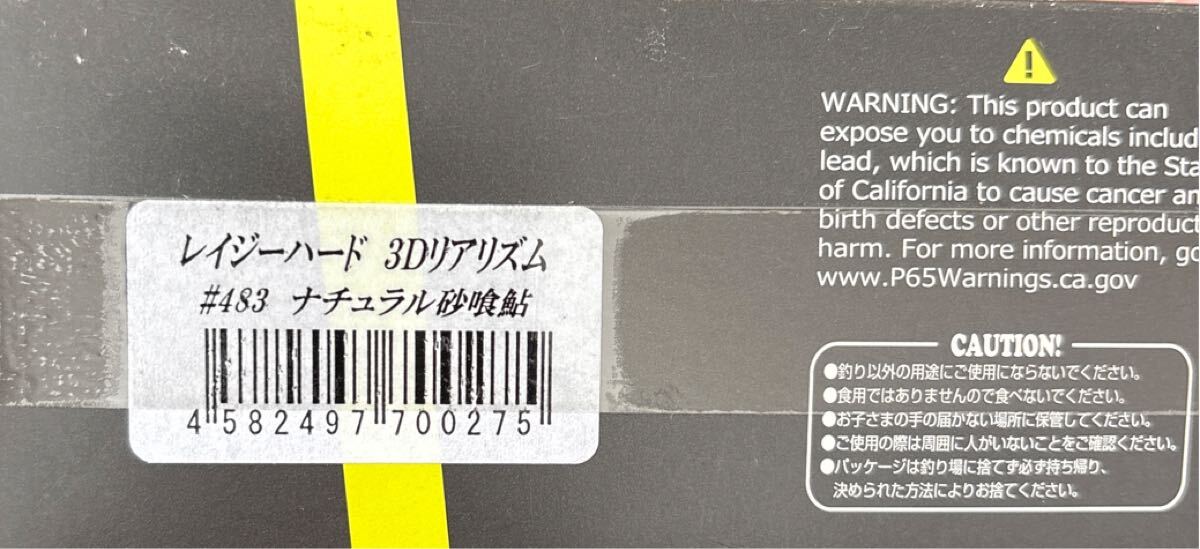 レイジーハード 3Dリアリズム
#483 ナチュラル砂喰鮎
4 582497 700275
WARNING: This product can
expose you to chemicals includ
lead, which is known to the Sta
of California to cause cancer an
birth defects or other reproduct
harm. For more information, go
www.P65Warnings.ca.gov
CAUTION!
●釣り以外の用途にご使用にならないでください。
●食用ではありませんので食べないでください。
●お子さまの手の届かない場所に保管してください。
●ご使用の際は周囲に人がいないことをご確認ください。
●パッケージは釣り場に捨てず必ず持ち帰り、
決められた方法によりお捨てください。